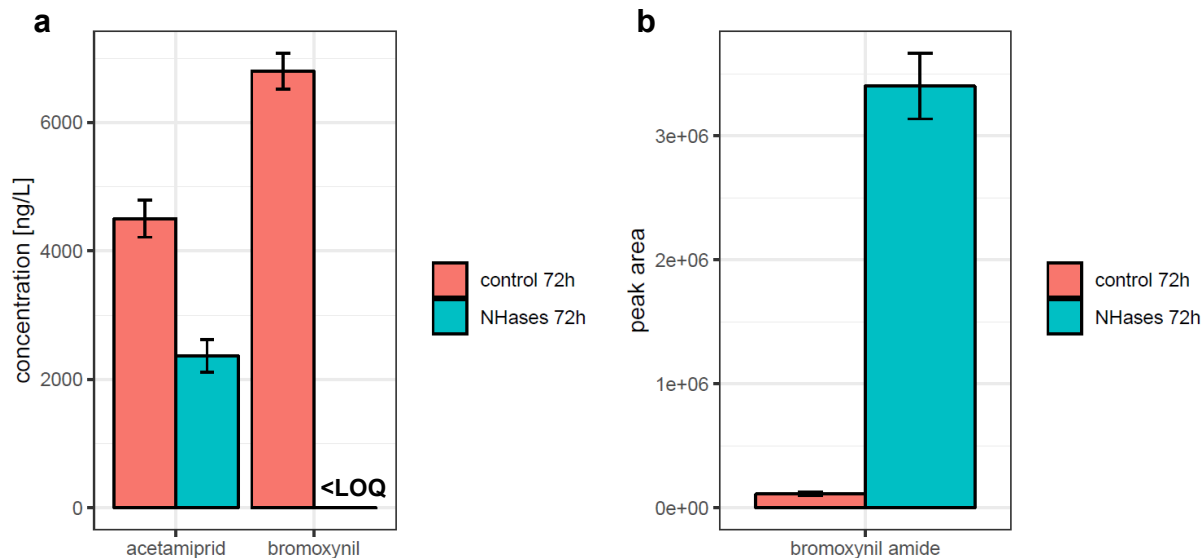 a
concentration [ng/L]
6000
4000
2000
0
<LOQ
acetamiprid
bromoxynil
control 72h
NHases 72h
b
peak area
3e+06
2e+06
1e+06
0e+00
bromoxynil amide
control 72h
NHases 72h